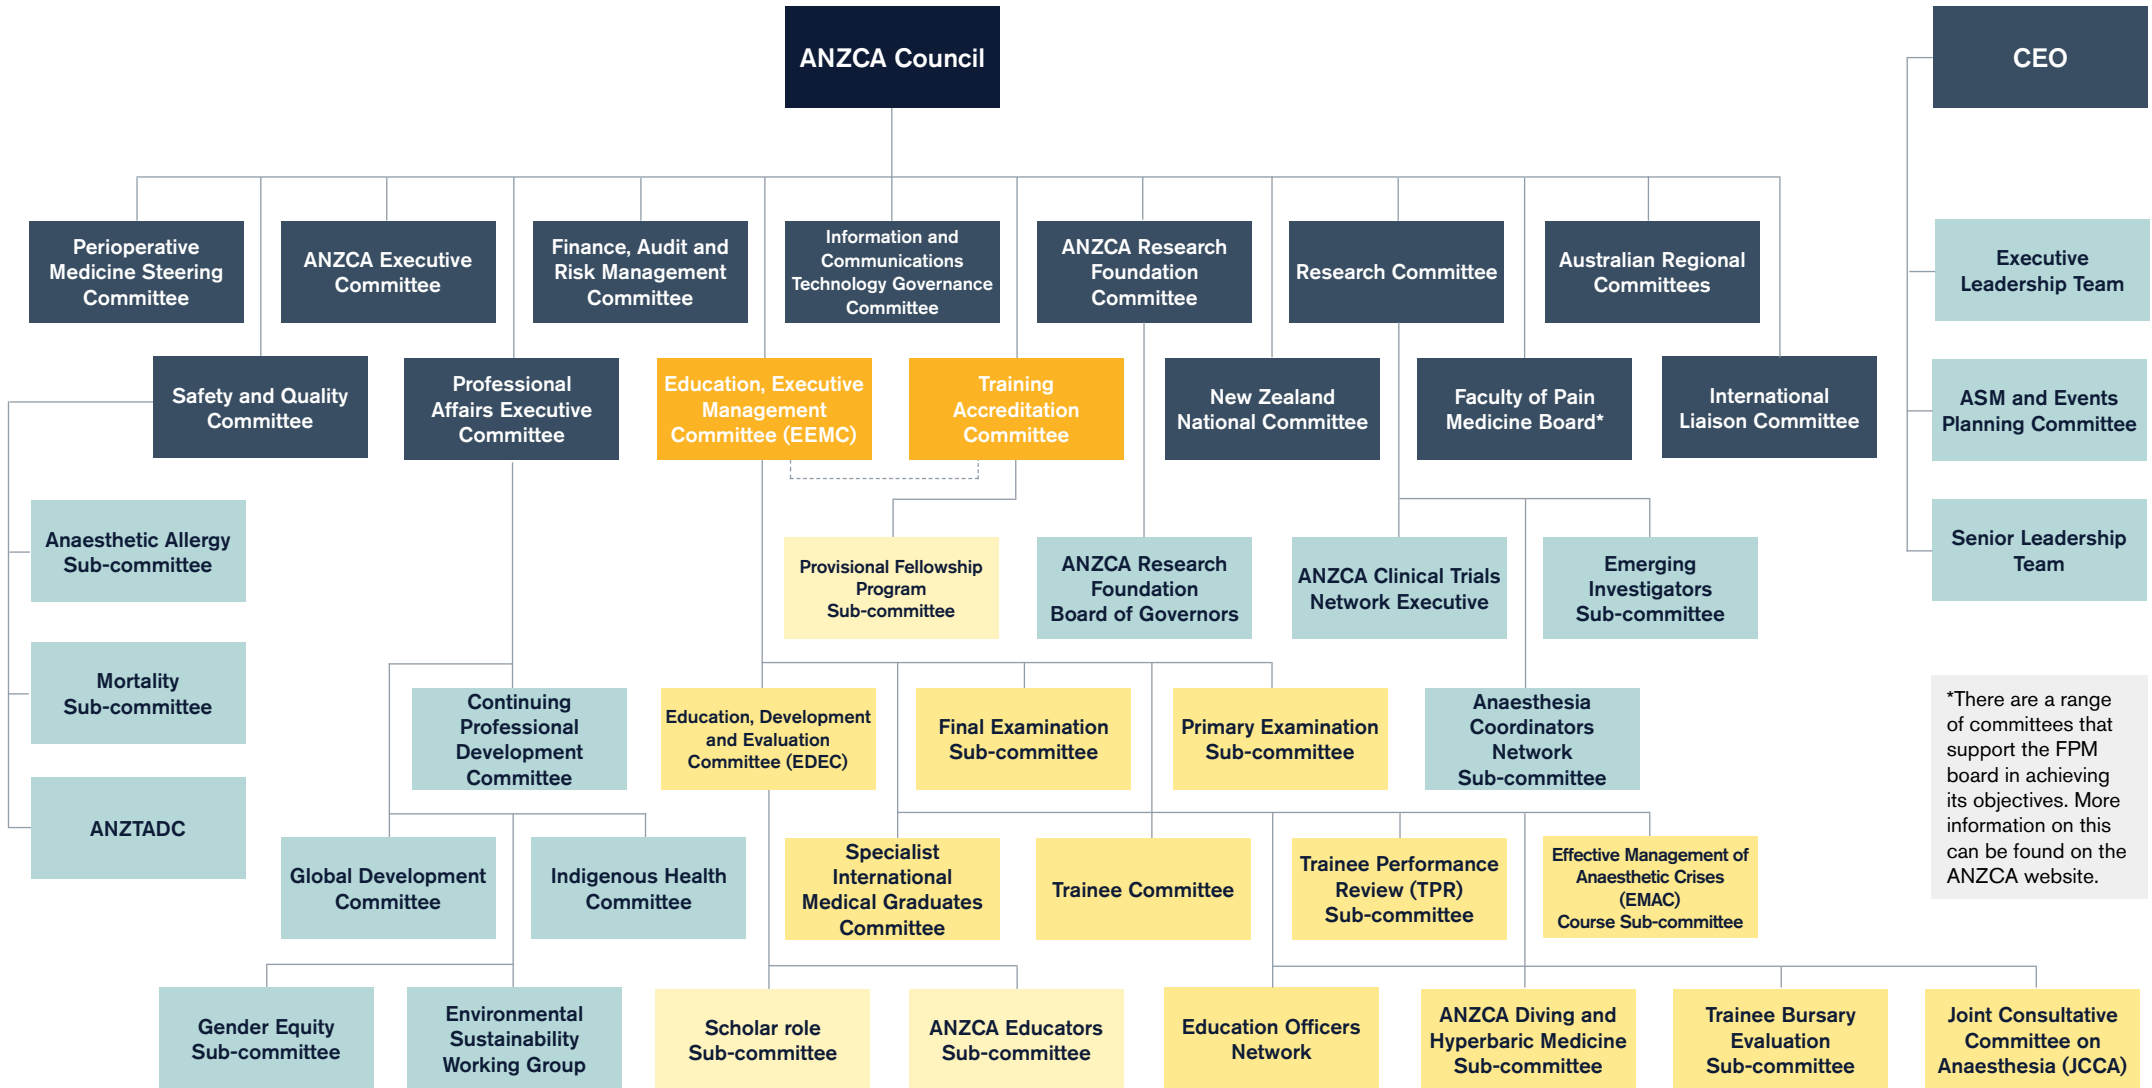 ANZCA Council
CEO
Perioperative
Medicine Steering
Committee
ANZCA Executive
Committee
Finance, Audit and
Risk Management
Committee
Information and
Communications
Technology Governance
Committee
ANZCA Research
Foundation
Committee
Research Committee
Australian Regional
Committees
Executive
Leadership Team
Safety and Quality
Committee
Professional
Affairs Executive
Committee
Education, Executive
Management
Committee (EEMC)
Training
Accreditation
Committee
New Zealand
National Committee
Faculty of Pain
Medicine Board*
International
Liaison Committee
ASM and Events
Planning Committee
Anaesthetic Allergy
Sub-committee
Provisional Fellowship
Program
Sub-committee
ANZCA Research
Foundation
Board of Governors
ANZCA Clinical Trials
Network Executive
Emerging
Investigators
Sub-committee
Senior Leadership
Team
Mortality
Sub-committee
Continuing
Professional
Development
Committee
Education, Development
and Evaluation
Committee (EDEC)
Final Examination
Sub-committee
Primary Examination
Sub-committee
Anaesthesia
Coordinators
Network
Sub-committee
*There are a range
of committees that
support the FPM
board in achieving
its objectives. More
information on this
can be found on the
ANZCA website.
ANZTADC
Global Development
Committee
Indigenous Health
Committee
Specialist
International
Medical Graduates
Committee
Trainee Committee
Trainee Performance
Review (TPR)
Sub-committee
Effective Management of
Anaesthetic Crises
(EMAC)
Course Sub-committee
Gender Equity
Sub-committee
Environmental
Sustainability
Working Group
Scholar role
Sub-committee
ANZCA Educators
Sub-committee
Education Officers
Network
ANZCA Diving and
Hyperbaric Medicine
Sub-committee
Trainee Bursary
Evaluation
Sub-committee
Joint Consultative
Committee on
Anaesthesia (JCCA)